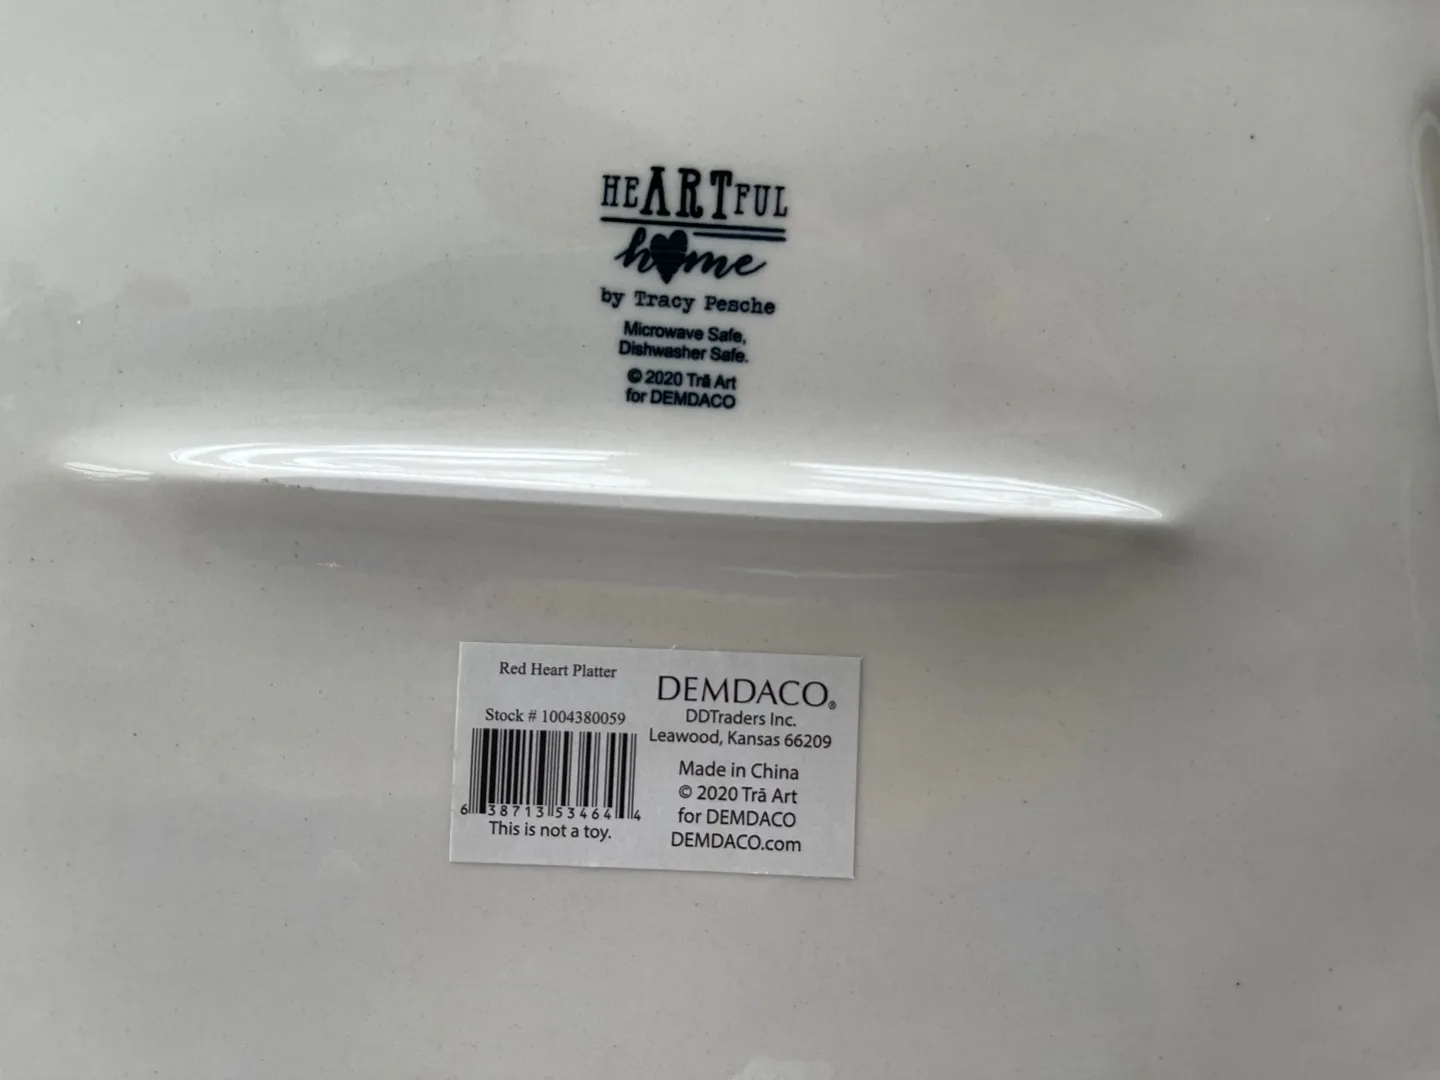 HEARTFUL
home
by Tracy Pesche
Microwave Safe,
Dishwasher Safe.
© 2020 Trā Art
for DEMDACO
Red Heart Platter
Stock # 1004380059
6 38713 53464 4
This is not a toy.
DEMDACO®
DDTraders Inc.
Leawood, Kansas 66209
Made in China
© 2020 Trā Art
for DEMDACO
DEMDACO.com